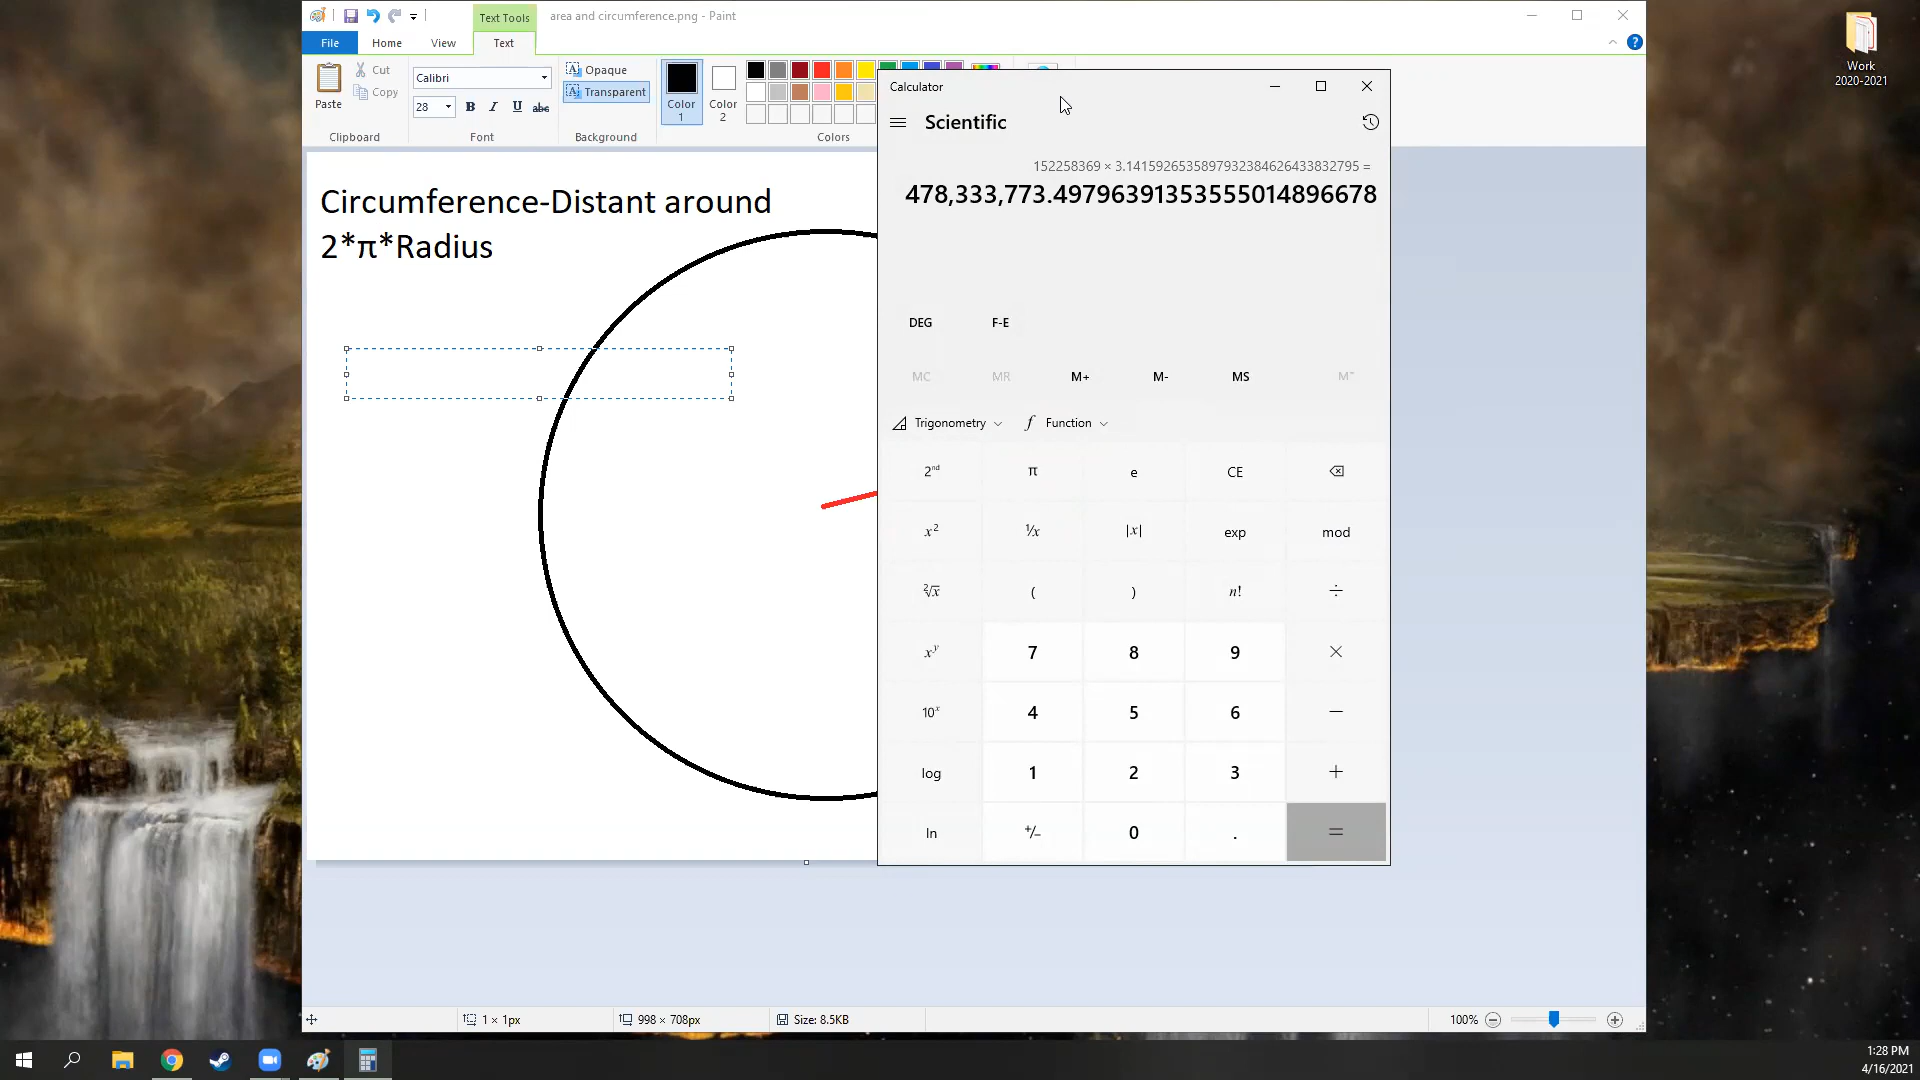 Text Tools
area and circumference.png - Paint
File
Home
View
Text
Paste
Cut
Copy
Clipboard
Calibri
28
B
I
U
abc
Font
Opaque
Transparent
Background
Color
1
Color
2
Colors
Work
2020-2021
Circumference-Distant around
2*π*Radius
Calculator
Scientific
152258369 × 3.1415926535897932384626433832795 =
478,333,773.49796391353555014896678
DEG
F-E
MC
MR
M+
M-
MS
M˅
Trigonometry
f Function
2ⁿᵈ
π
e
CE
x²
¹/x
|x|
exp
mod
²√x
(
)
n!
÷
xʸ
7
8
9
×
10ˣ
4
5
6
−
log
1
2
3
+
ln
+/−
0
.
=
1 × 1px
998 × 708px
Size: 8.5KB
100%
1:28 PM
4/16/2021